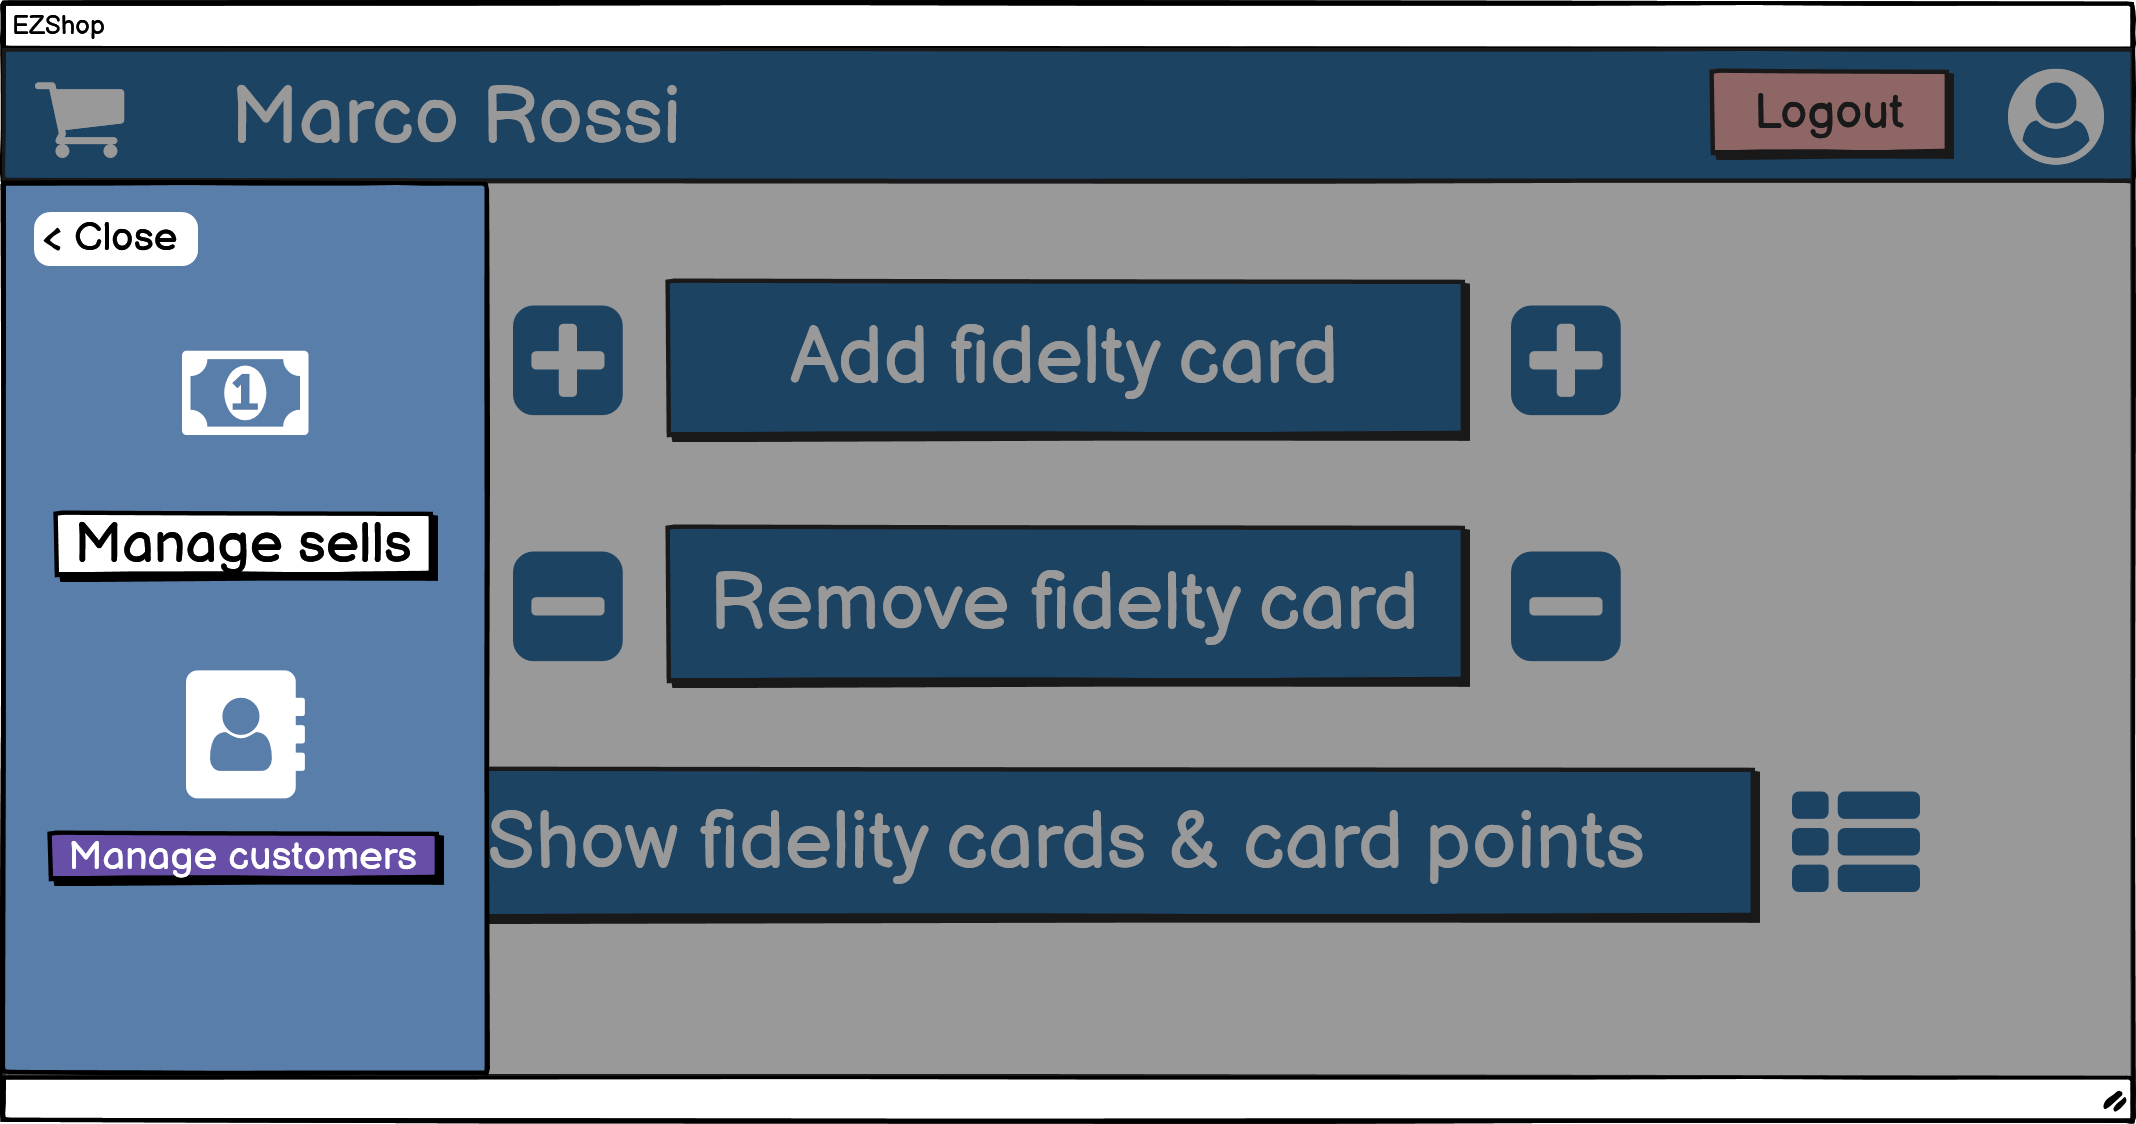 EZShop
Marco Rossi
Logout
< Close
1
Manage sells
Manage customers
Add fidelty card
Remove fidelty card
Show fidelity cards & card points